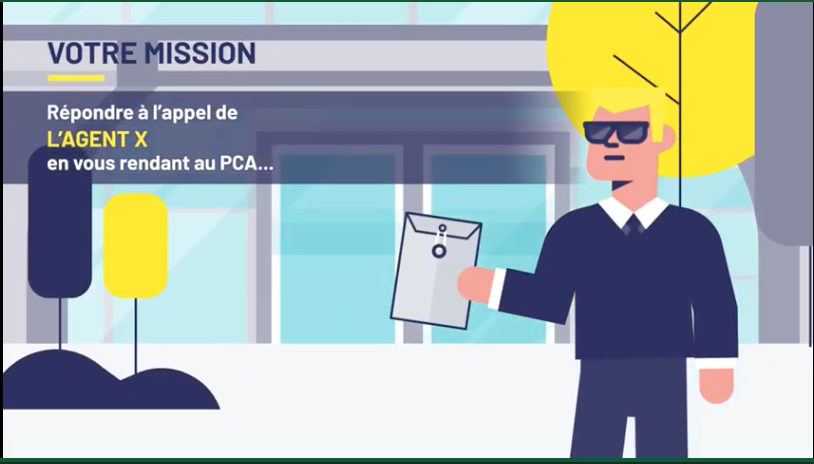 VOTRE MISSION
Répondre à l'appel de
L'AGENT X
en vous rendant au PCA...